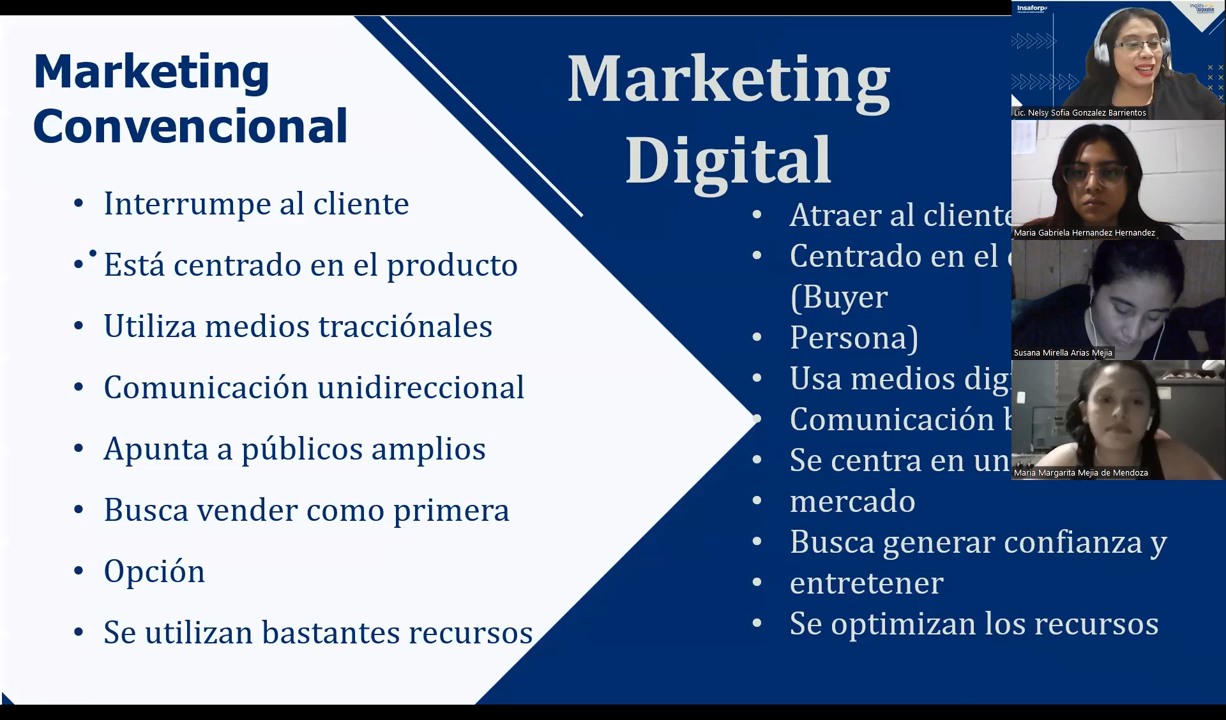 Marketing
Convencional
• Interrumpe al cliente
• Está centrado en el producto
• Utiliza medios tracciónales
• Comunicación unidireccional
• Apunta a públicos amplios
• Busca vender como primera
• Opción
• Se utilizan bastantes recursos
Marketing
Digital
• Atraer al cliente
• Centrado en el
(Buyer
• Persona)
• Usa medios
• Comunicación
• Se centra en un
• mercado
• Busca generar confianza y
• entretener
• Se optimizan los recursos
Insaforp
Lic. Nelsy Sofia Gonzalez Barrientos
Maria Gabriela Hernandez Hernandez
Susana Mirella Arias Mejia
Maria Margarita Mejia de Mendoza